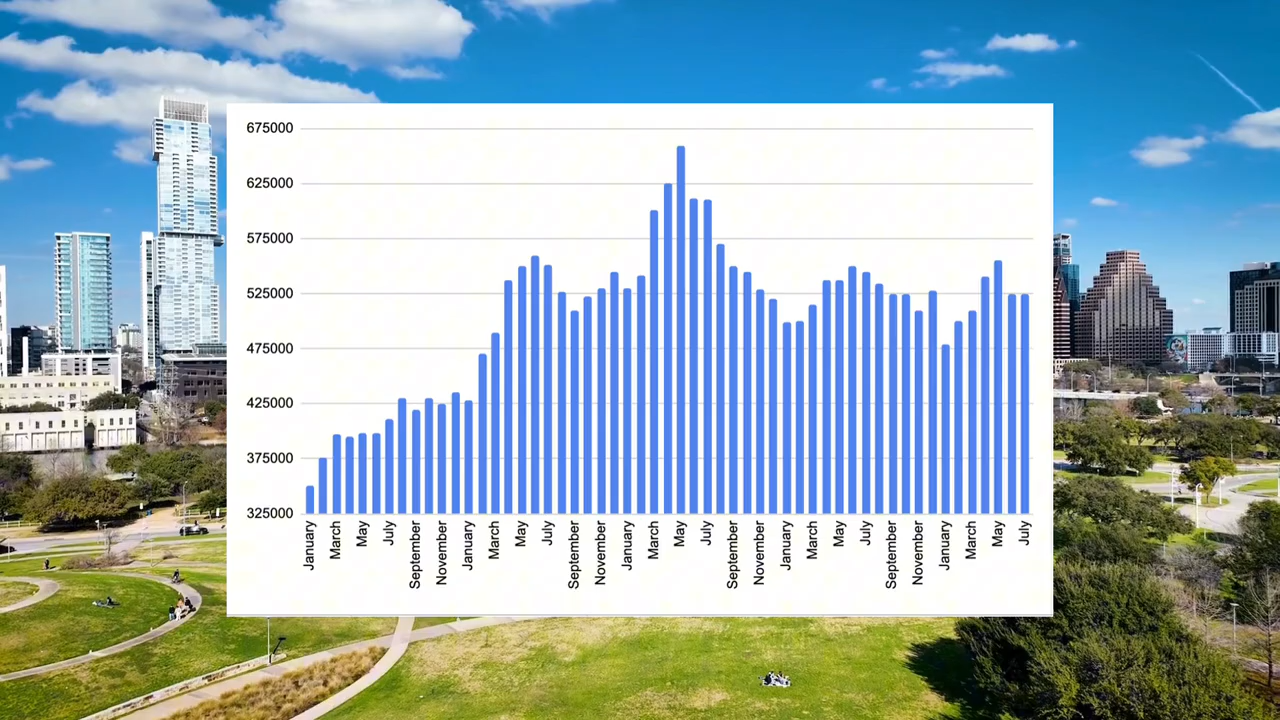 675000
625000
575000
525000
475000
425000
375000
325000
January
March
May
July
September
November
January
March
May
July
September
November
January
March
May
July
September
November
January
March
May
July
September
November
January
March
May
July